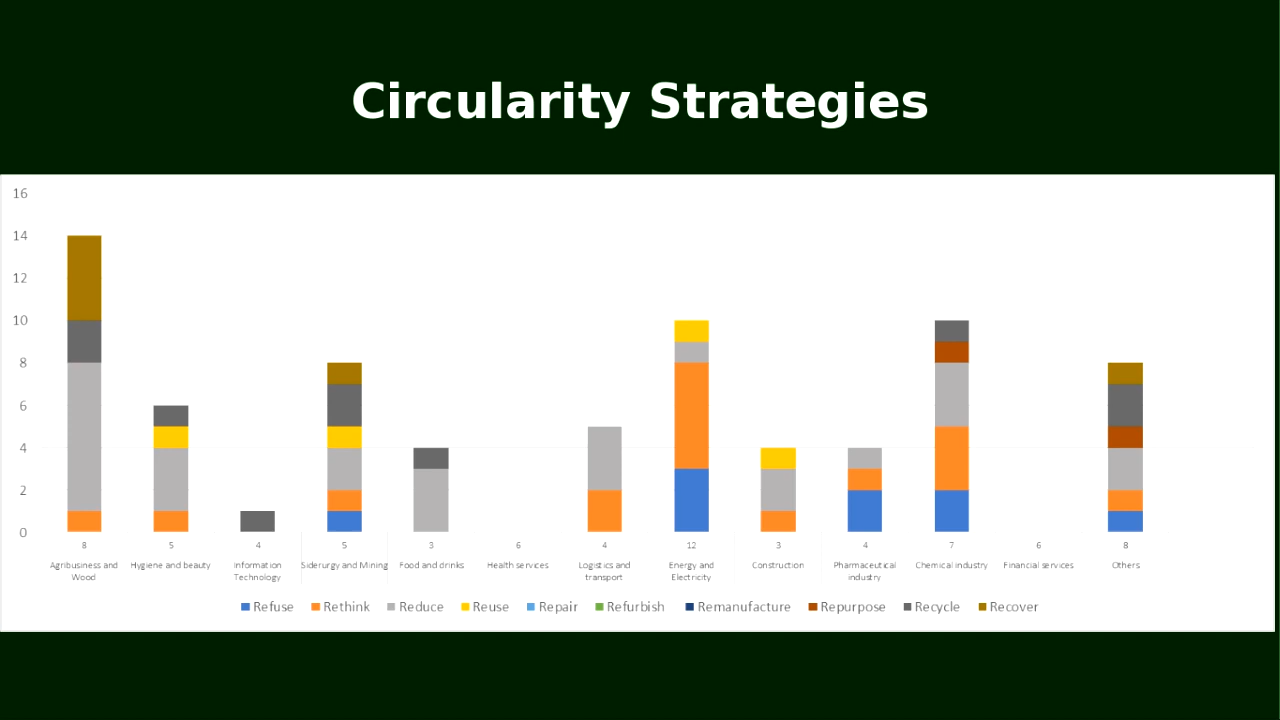 Circularity Strategies
16
14
12
10
8
6
4
2
0
8 5 4 5 3 6 4 12 3 4 7 6 8
Agribusiness and Wood
Hygiene and beauty
Information Technology
Siderurgy and Mining
Food and drinks
Health services
Logistics and transport
Energy and Electricity
Construction
Pharmaceutical industry
Chemical industry
Financial services
Others
Refuse Rethink Reduce Reuse Repair Refurbish Remanufacture Repurpose Recycle Recover